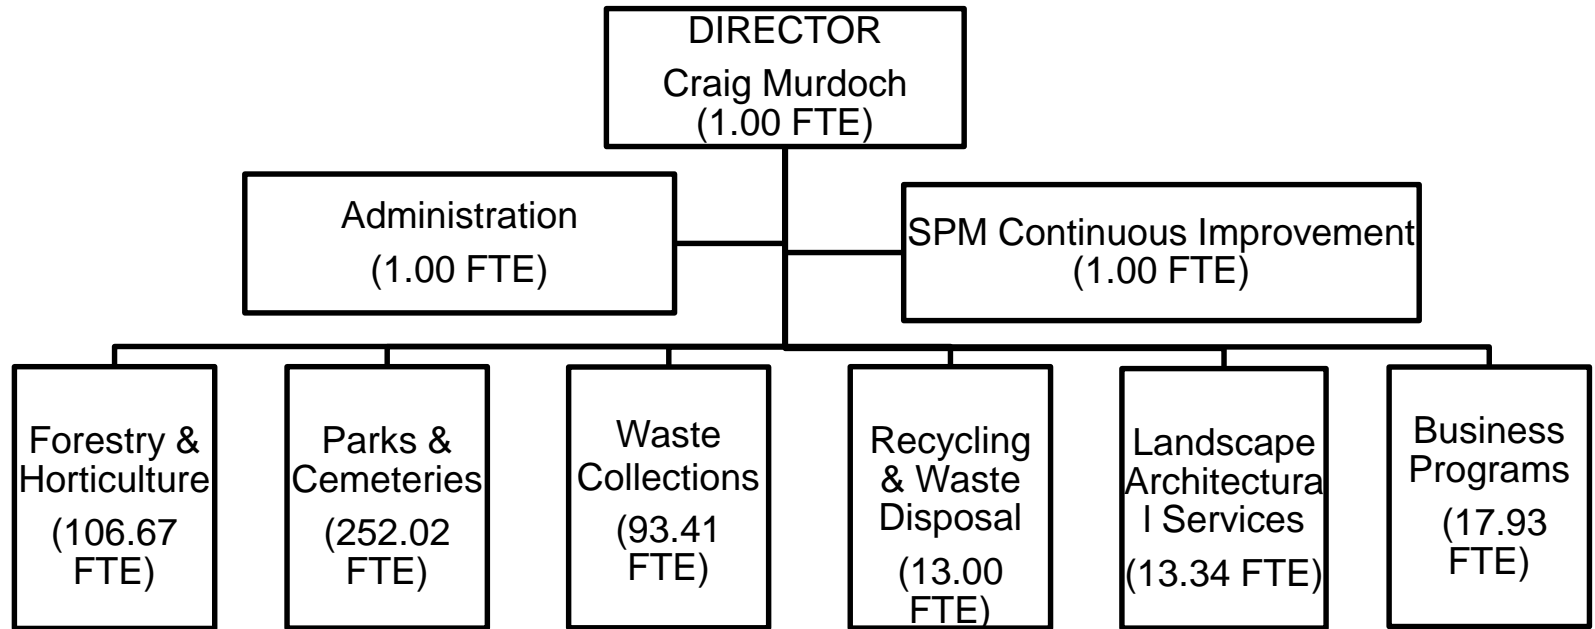 DIRECTOR
Craig Murdoch
(1.00 FTE)
Administration
(1.00 FTE)
SPM Continuous Improvement
(1.00 FTE)
Forestry &
Horticulture
(106.67
FTE)
Parks &
Cemeteries
(252.02
FTE)
Waste
Collections
(93.41
FTE)
Recycling
& Waste
Disposal
(13.00
FTE)
Landscape
Architectura
l Services
(13.34 FTE)
Business
Programs
(17.93
FTE)